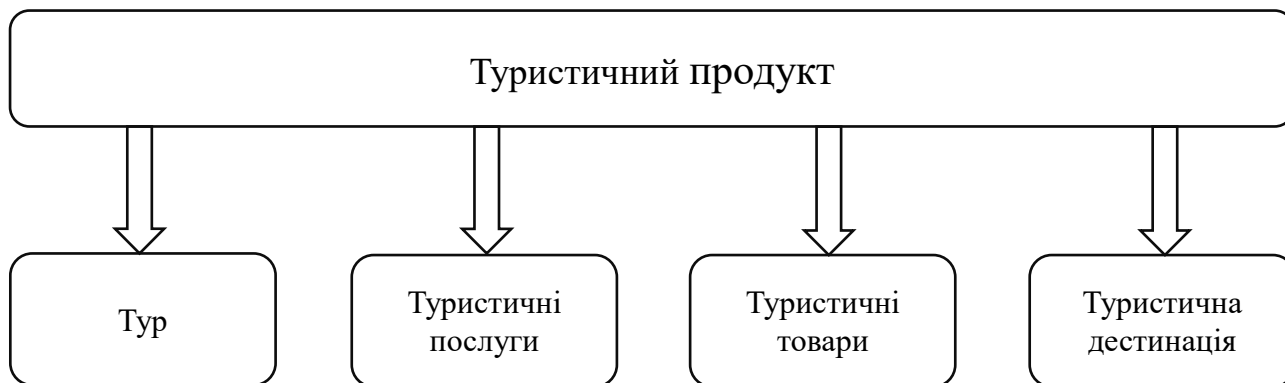 Туристичний продукт
Тур
Туристичні
послуги
Туристичні
товари
Туристична
дестинація